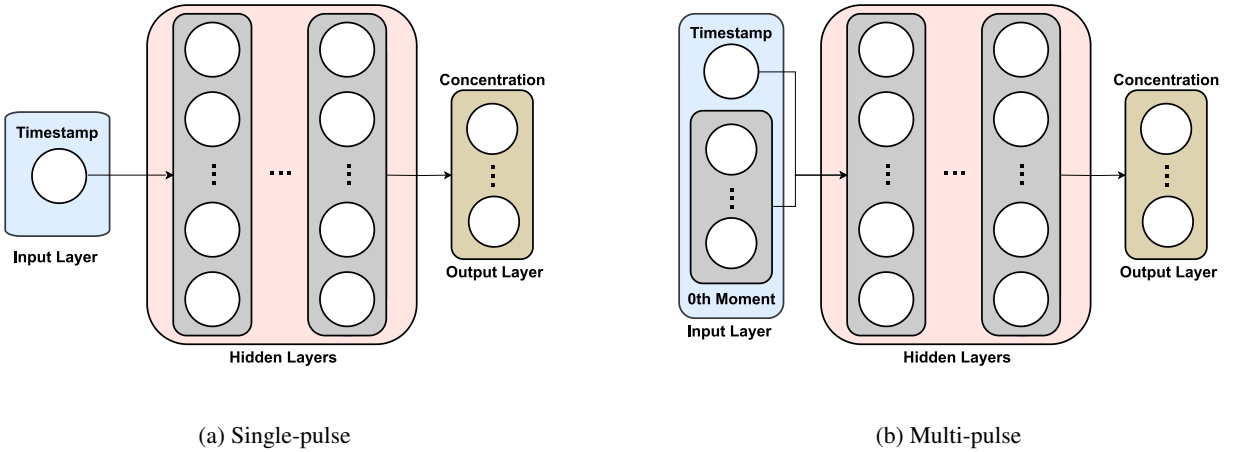 Timestamp
Input Layer
Hidden Layers
Concentration
Output Layer
(a) Single-pulse
Timestamp
0th Moment
Input Layer
Hidden Layers
Concentration
Output Layer
(b) Multi-pulse